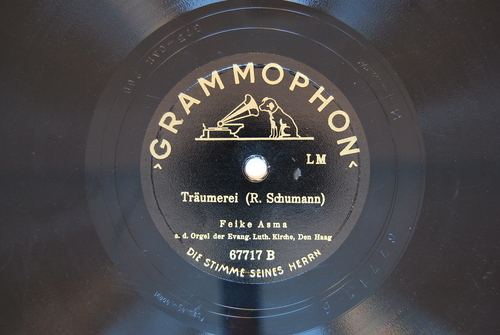 GRAMMOPHON
LM
Träumerei (R. Schumann)
Feike Asma
a. d. Orgel der Evang. Luth. Kirche, Den Haag
67717 B
DIE STIMME SEINES HERRN